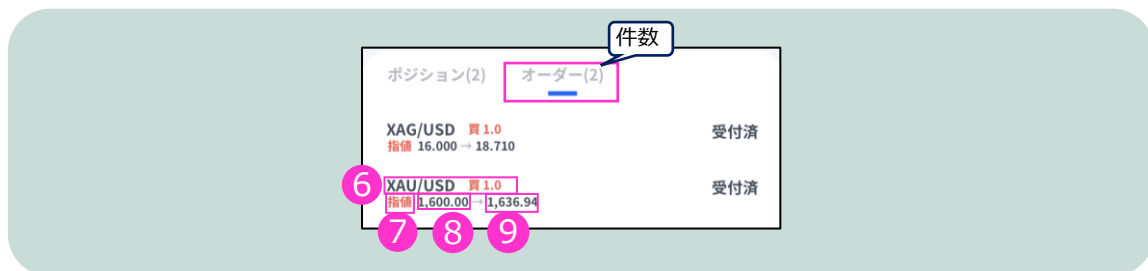 件数
ポジション(2) オーダー(2)
XAG/USD 買 1.0 受付済
指値 16.000 → 18.710
6 XAU/USD 買 1.0 受付済
指値 1,600.00 → 1,636.94
7 8 9